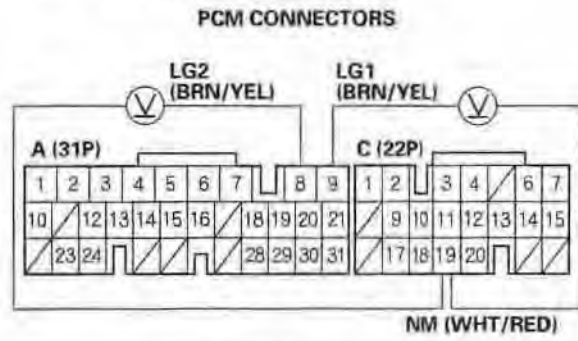 PCM CONNECTORS
LG2
(BRN/YEL)
LG1
(BRN/YEL)
V
V
A (31P)
C (22P)
1 2 3 4 5 6 7 8 9
10 12 13 14 15 16 18 19 20 21
23 24 28 29 30 31
1 2 3 4 6 7
9 10 11 12 13 14 15
17 18 19 20
NM (WHT/RED)